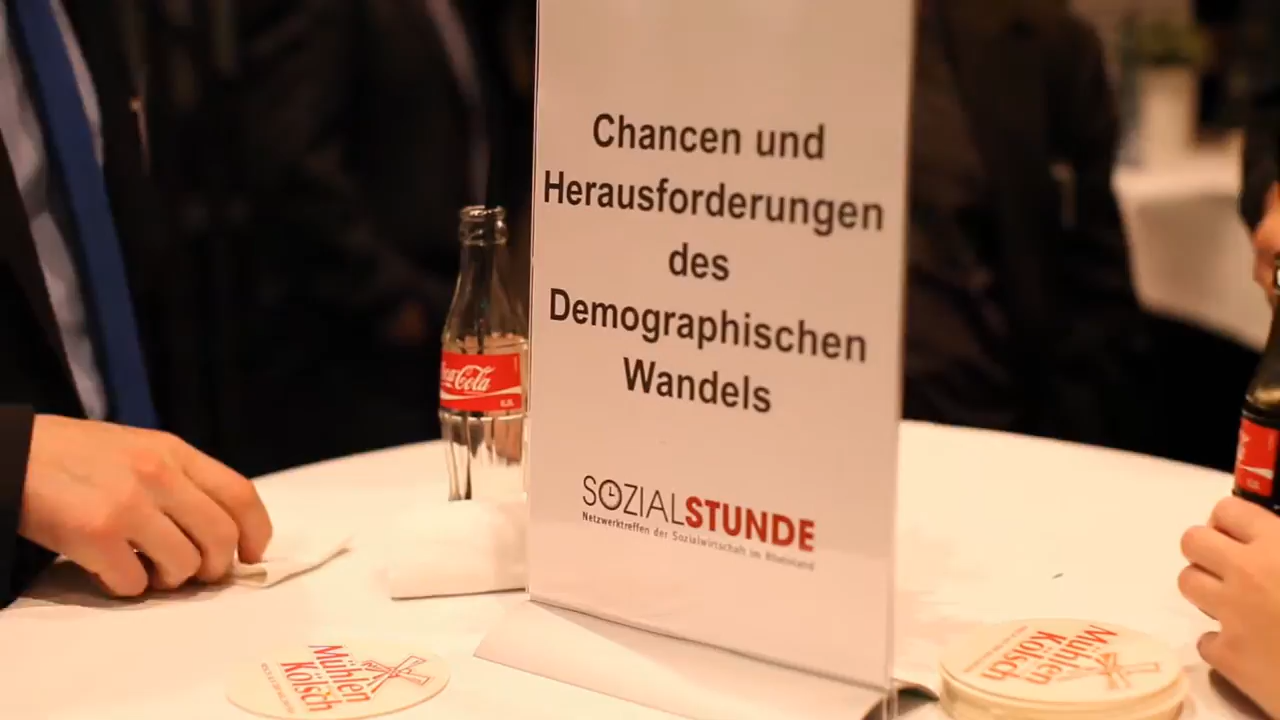 Chancen und
Herausforderungen
des
Demographischen
Wandels
SOZIALSTUNDE
Netzwerktreffen der Sozialwirtschaft im Rheinland
Coca-Cola
Mühlen
Kölsch
Mühlen
Kölsch